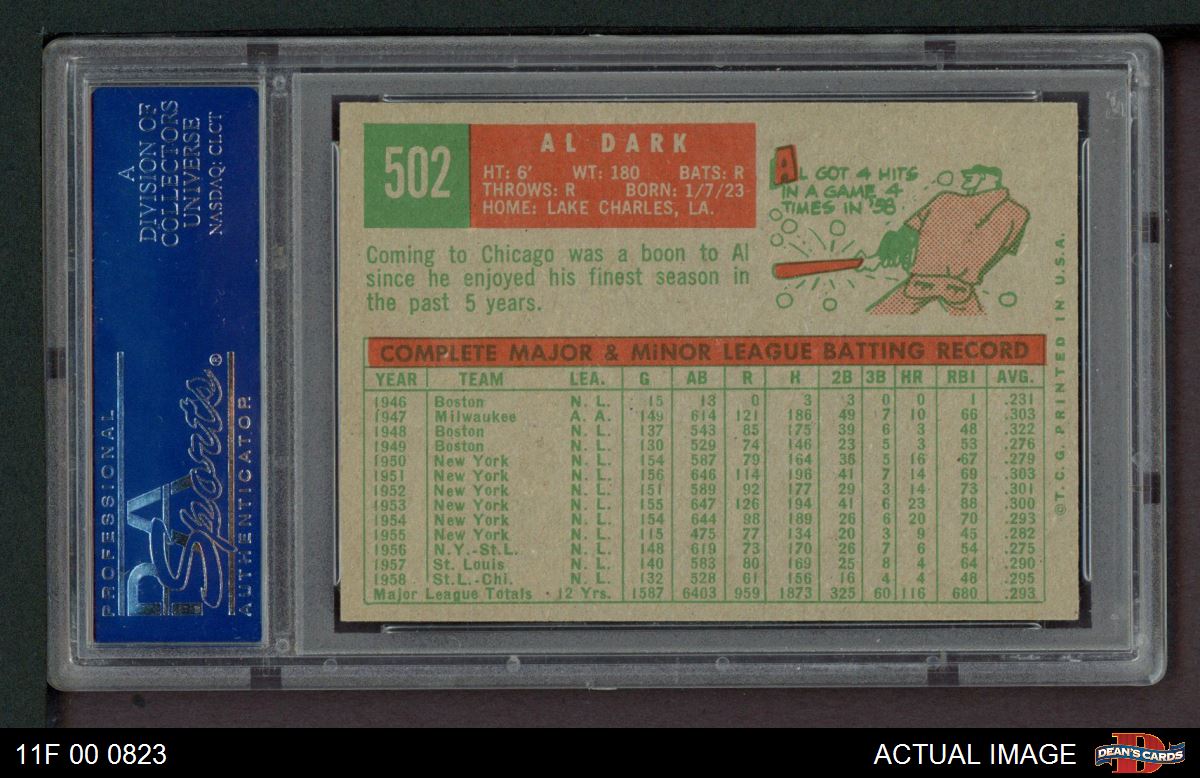 A
DIVISION OF
COLLECTORS
UNIVERSE
NASDAQ: CLCT
PROFESSIONAL
PSA
Sports®
AUTHENTICATOR
502
AL DARK
HT: 6' WT: 180 BATS: R
THROWS: R BORN: 1/7/23
HOME: LAKE CHARLES, LA.
Coming to Chicago was a boon to Al
since he enjoyed his finest season in
the past 5 years.
AL GOT 4 HITS
IN A GAME 4
TIMES IN '58
COMPLETE MAJOR & MINOR LEAGUE BATTING RECORD
YEAR TEAM LEA. G AB R H 2B 3B HR RBI AVG.
1946 Boston N. L. 15 13 0 3 3 0 0 1 .231
1947 Milwaukee A. A. 149 614 121 186 49 7 10 66 .303
1948 Boston N. L. 137 543 85 175 39 6 3 48 .322
1949 Boston N. L. 130 529 74 146 23 5 3 53 .276
1950 New York N. L. 154 587 79 164 36 5 16 67 .279
1951 New York N. L. 156 646 114 196 41 7 14 69 .303
1952 New York N. L. 151 589 92 177 29 3 14 73 .301
1953 New York N. L. 155 647 126 194 41 6 23 88 .300
1954 New York N. L. 154 644 98 189 26 6 20 70 .293
1955 New York N. L. 115 475 77 134 20 3 9 45 .282
1956 N.Y.-St.L. N. L. 148 619 73 170 26 7 6 54 .275
1957 St. Louis N. L. 140 583 80 169 25 8 4 64 .290
1958 St.L.-Chi. N. L. 132 528 61 156 16 4 4 48 .295
Major League Totals 12 Yrs. 1587 6403 959 1873 325 60 116 680 .293
©T.C.G. PRINTED IN U.S.A.
11F 00 0823
ACTUAL IMAGE
DEAN'S CARDS